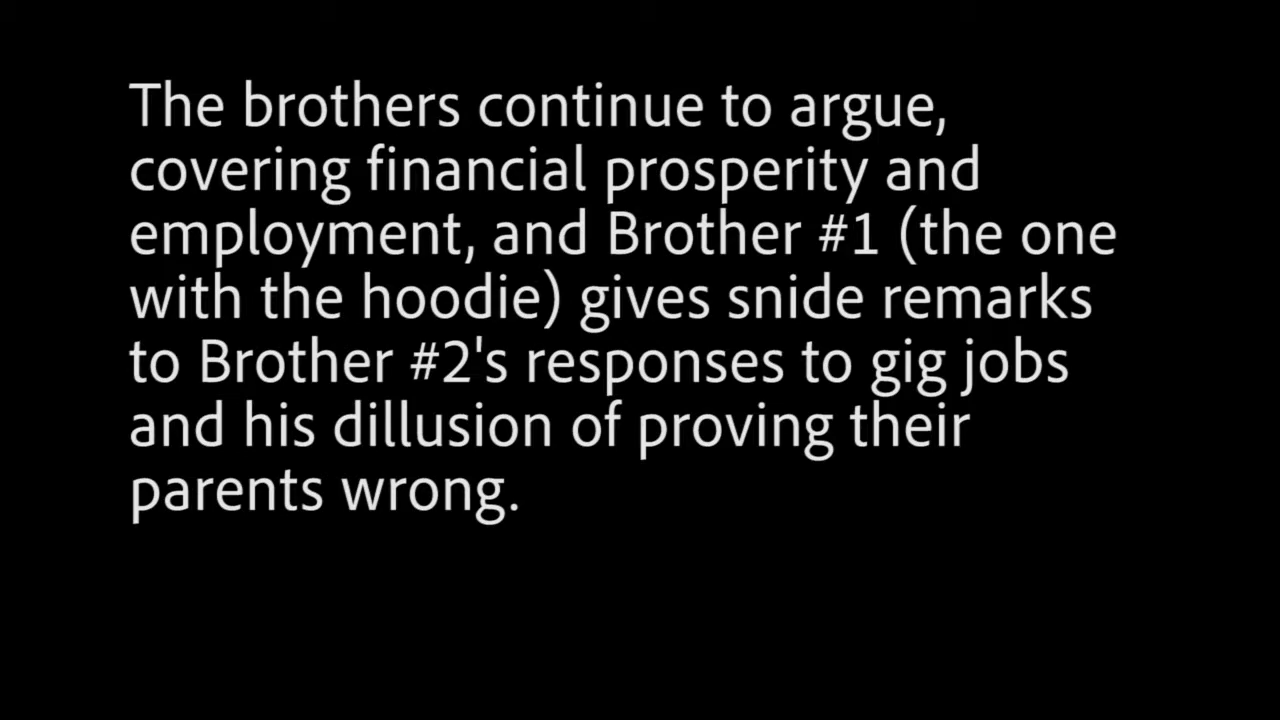 The brothers continue to argue,
covering financial prosperity and
employment, and Brother #1 (the one
with the hoodie) gives snide remarks
to Brother #2's responses to gig jobs
and his dillusion of proving their
parents wrong.